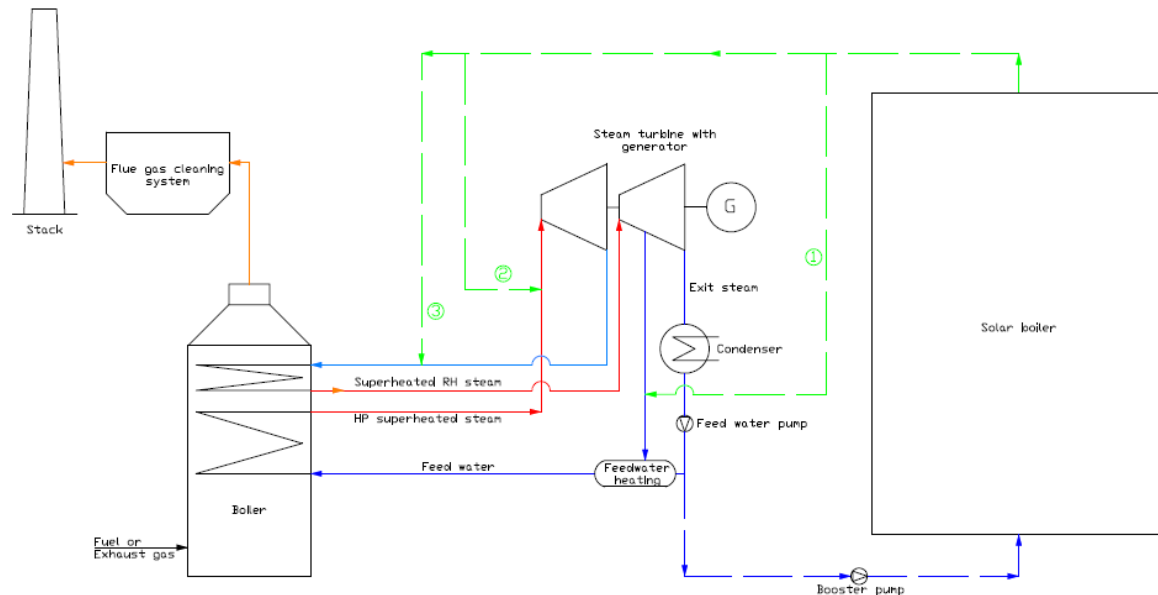 Steam turbine with
generator
Flue gas cleaning
system
G
Stack
①
②
③
Exit steam
Solar boiler
Condenser
Superheated RH steam
HP superheated steam
Feed water pump
Feed water
Feedwater
heating
Boiler
Fuel or
Exhaust gas
Booster pump